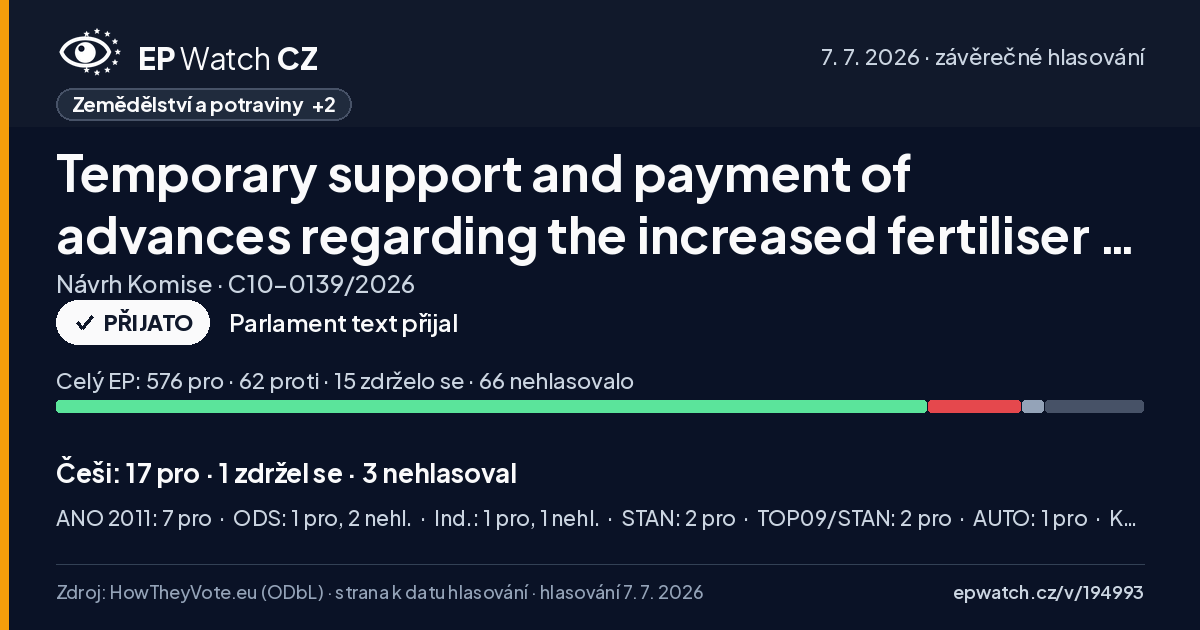 EP Watch CZ
7. 7. 2026 · závěrečné hlasování
Zemědělství a potraviny +2
Temporary support and payment of
advances regarding the increased fertiliser ...
Návrh Komise · C10-0139/2026
✓ PŘIJATO Parlament text přijal
Celý EP: 576 pro · 62 proti · 15 zdrželo se · 66 nehlasovalo
Češi: 17 pro · 1 zdržel se · 3 nehlasoval
ANO 2011: 7 pro · ODS: 1 pro, 2 nehl. · Ind.: 1 pro, 1 nehl. · STAN: 2 pro · TOP09/STAN: 2 pro · AUTO: 1 pro · K...
Zdroj: HowTheyVote.eu (ODbL) · strana k datu hlasování · hlasování 7. 7. 2026
epwatch.cz/v/194993